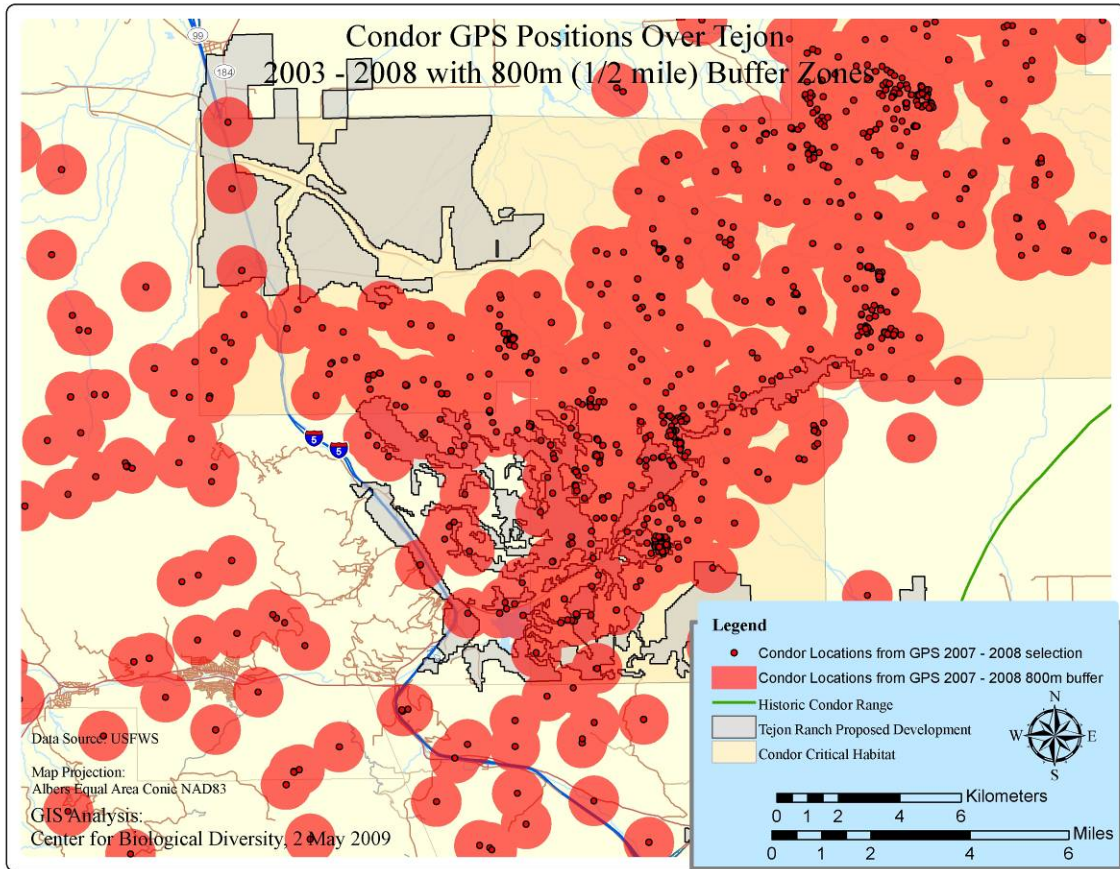 Condor GPS Positions Over Tejon
2003 - 2008 with 800m (1/2 mile) Buffer Zones
99
184
5
5
Data Source: USFWS
Map Projection:
Albers Equal Area Conic NAD83
GIS Analysis:
Center for Biological Diversity, 2 May 2009
Legend
Condor Locations from GPS 2007 - 2008 selection
Condor Locations from GPS 2007 - 2008 800m buffer
Historic Condor Range
Tejon Ranch Proposed Development
Condor Critical Habitat
N
W E
S
0 1 2 4 6 Kilometers
Miles
0 1 2 4 6